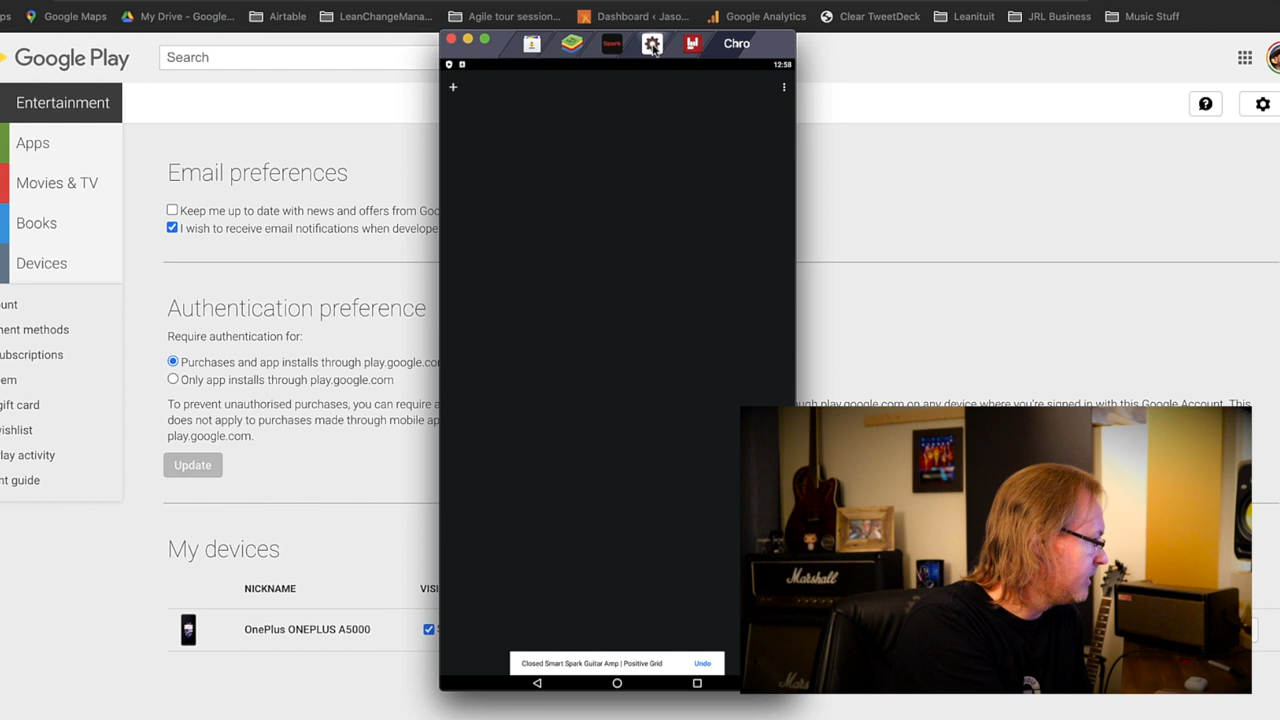 s
Google Maps
My Drive - Google...
Airtable
LeanChangeMana...
Agile tour session...
Dashboard ‹ Jaso...
Google Analytics
Clear TweetDeck
Leanituit
JRL Business
Music Stuff
Google Play
Search
Spark
Chro
12:58
Entertainment
Apps
Movies & TV
Books
Devices
ount
nent methods
ubscriptions
em
gift card
vishlist
lay activity
nt guide
Email preferences
Keep me up to date with news and offers from Goo
I wish to receive email notifications when develope
Authentication preference
Require authentication for:
Purchases and app installs through play.google.co
Only app installs through play.google.com
To prevent unauthorised purchases, you can require a
ugh play.google.com on any device where you're signed in with this Google Account. This
does not apply to purchases made through mobile ap
play.google.com.
Update
My devices
NICKNAME
VISI
OnePlus ONEPLUS A5000
Closed Smart Spark Guitar Amp | Positive Grid
Undo
Marshall
Mars